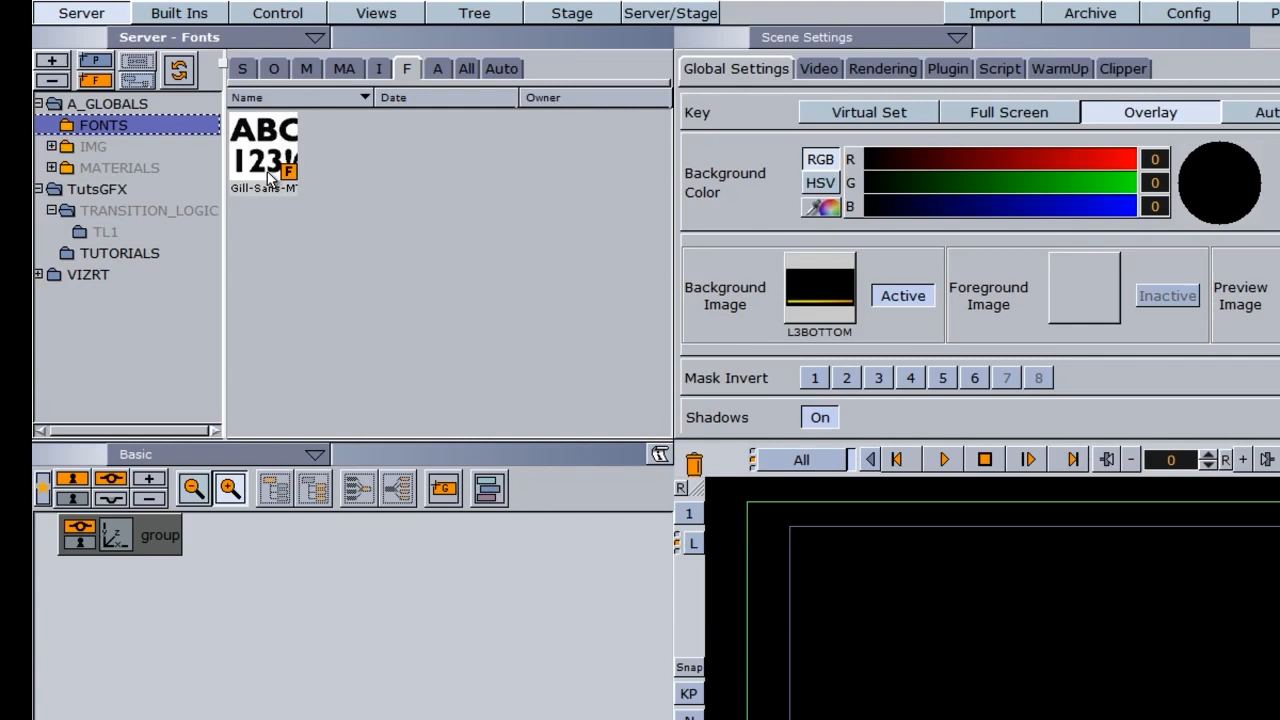 Server Built Ins Control Views Tree Stage Server/Stage Import Archive Config
Server - Fonts
Scene Settings
S O M MA I F A All Auto
Global Settings Video Rendering Plugin Script WarmUp Clipper
+ P
- F
Name Date Owner
A_GLOBALS
FONTS
IMG
MATERIALS
TutsGFX
TRANSITION_LOGIC
TL1
TUTORIALS
VIZRT
ABC
123
F
Gill-Sans-M
Key Virtual Set Full Screen Overlay Aut
Background
Color
RGB R 0
HSV G 0
B 0
Background
Image
L3BOTTOM
Active
Foreground
Image
Inactive
Preview
Image
Mask Invert 1 2 3 4 5 6 7 8
Shadows On
Basic
All - 0 R +
G
R
group
1
L
Snap
KP